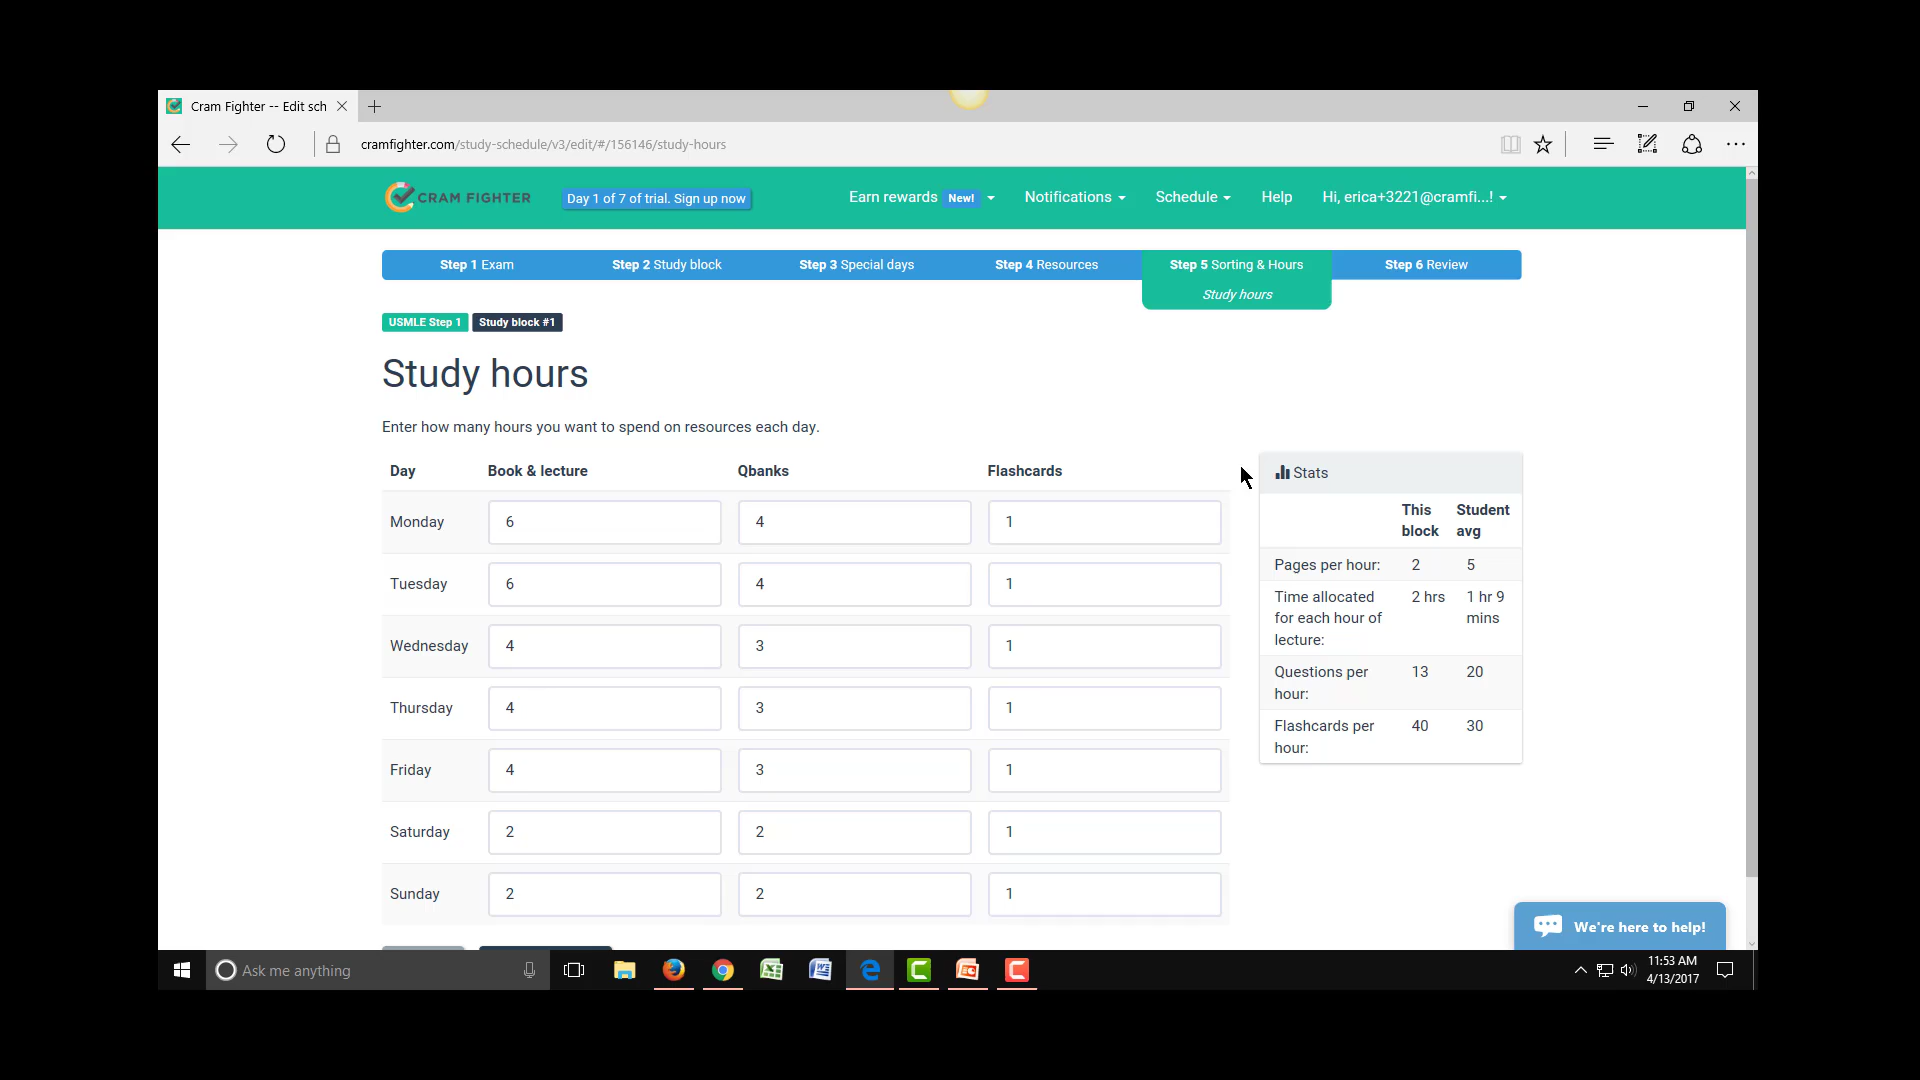 Cram Fighter -- Edit sch
cramfighter.com/study-schedule/v3/edit/#/156146/study-hours
CRAM FIGHTER
Day 1 of 7 of trial. Sign up now
Earn rewards New!
Notifications
Schedule
Help
Hi, erica+3221@cramfi...!
Step 1 Exam
Step 2 Study block
Step 3 Special days
Step 4 Resources
Step 5 Sorting & Hours
Step 6 Review
Study hours
USMLE Step 1
Study block #1
Study hours
Enter how many hours you want to spend on resources each day.
Day Book & lecture Qbanks Flashcards
Monday 6 4 1
Tuesday 6 4 1
Wednesday 4 3 1
Thursday 4 3 1
Friday 4 3 1
Saturday 2 2 1
Sunday 2 2 1
Stats
This Student
block avg
Pages per hour: 2 5
Time allocated 2 hrs 1 hr 9
for each hour of mins
lecture:
Questions per 13 20
hour:
Flashcards per 40 30
hour:
We're here to help!
Ask me anything
11:53 AM
4/13/2017